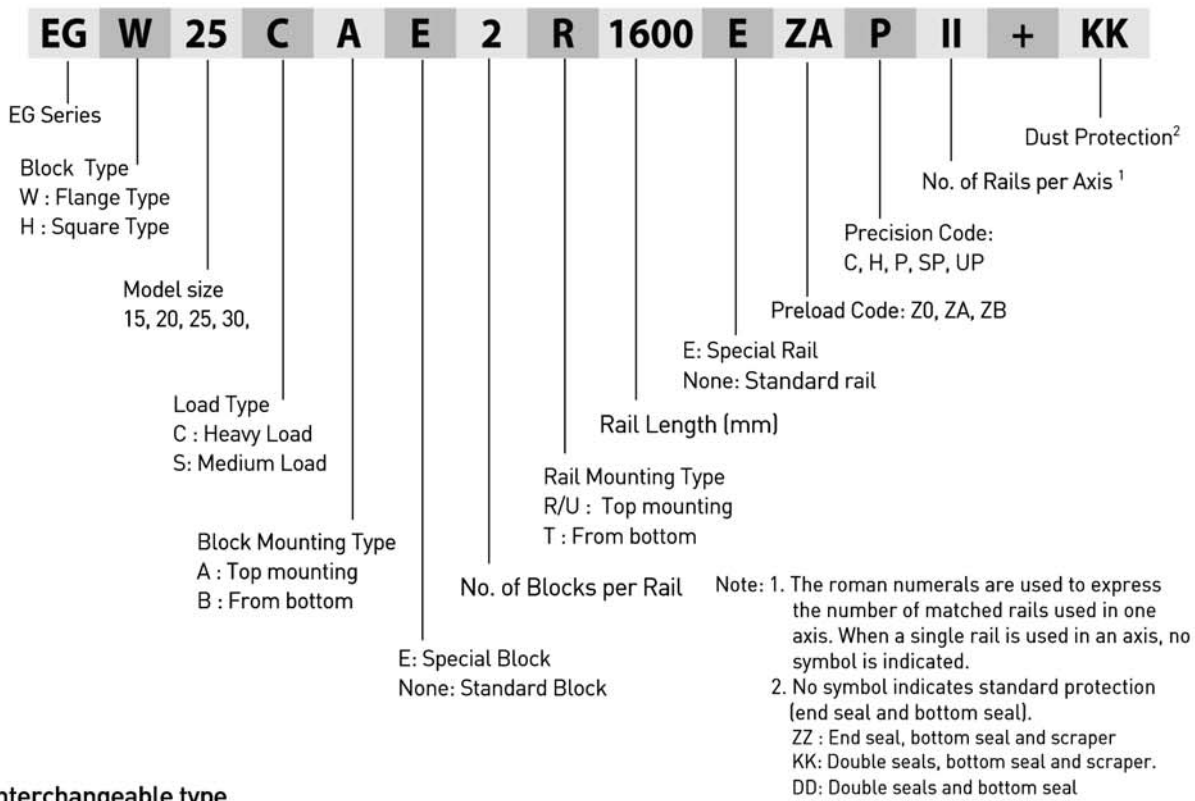 EG W 25 C A E 2 R 1600 E ZA P II + KK
EG Series
Block Type
W : Flange Type
H : Square Type
Model size
15, 20, 25, 30,
Load Type
C : Heavy Load
S: Medium Load
Block Mounting Type
A : Top mounting
B : From bottom
E: Special Block
None: Standard Block
No. of Blocks per Rail
Rail Mounting Type
R/U : Top mounting
T : From bottom
Rail Length (mm)
E: Special Rail
None: Standard rail
Preload Code: Z0, ZA, ZB
Precision Code:
C, H, P, SP, UP
No. of Rails per Axis 1
Dust Protection2
Note: 1. The roman numerals are used to express
the number of matched rails used in one
axis. When a single rail is used in an axis, no
symbol is indicated.
2. No symbol indicates standard protection
(end seal and bottom seal).
ZZ : End seal, bottom seal and scraper
KK: Double seals, bottom seal and scraper.
DD: Double seals and bottom seal